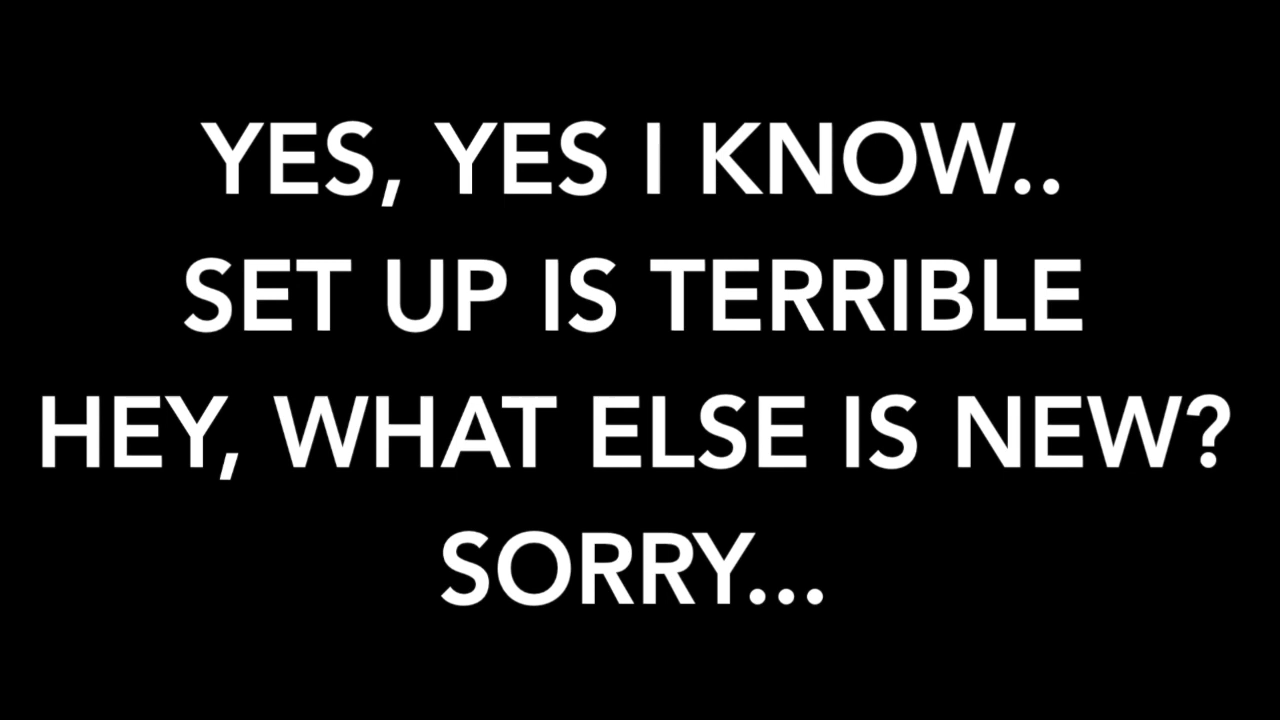 YES, YES I KNOW..
SET UP IS TERRIBLE
HEY, WHAT ELSE IS NEW?
SORRY...